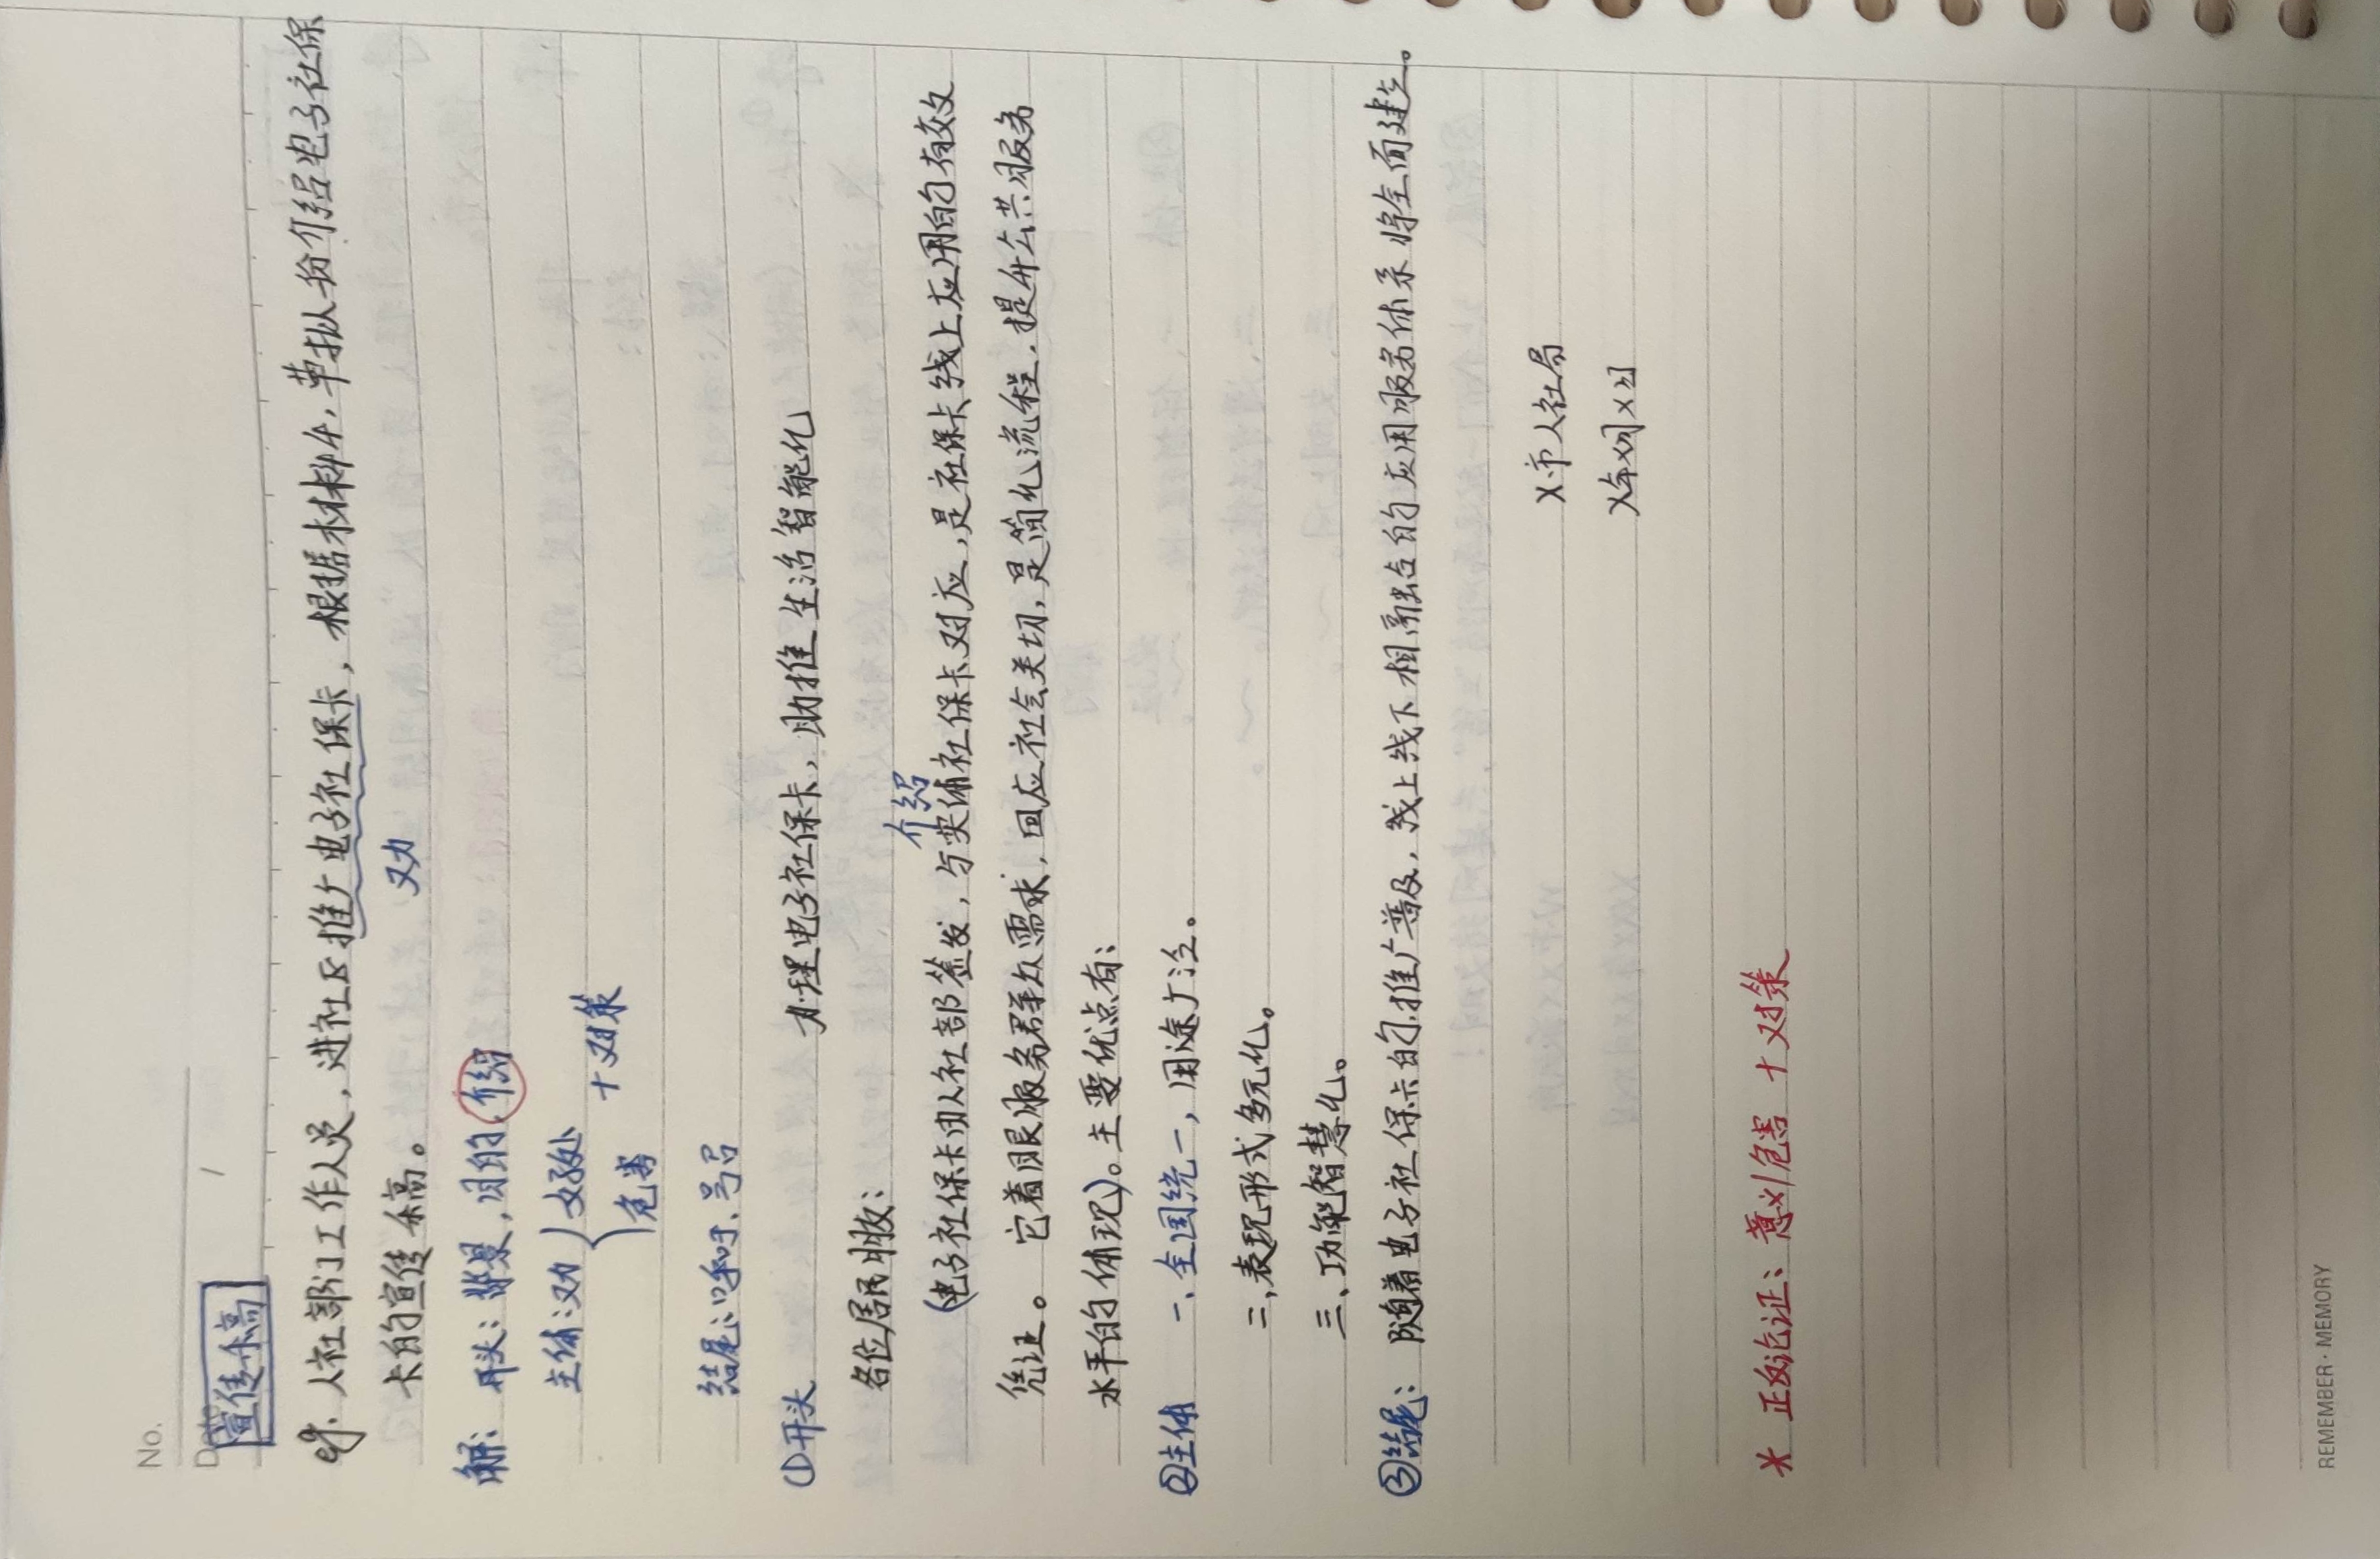 No.
Date
宣传稿
eg. 人社部门工作人员，进社区推广电子社保卡，根据材料4，草拟一份介绍电子社保
卡的宣传稿。
对力
解：开头：背景，目的，介绍
主体：对力 { 好处 危害 + 对策
结尾：呼吁、号召
①开头 办理电子社保卡，助推生活智能化
各位居民朋友：
介绍
(电子社保卡由人社部签发，与实体社保卡对应，是社保卡线上应用的有效
凭证。它着眼服务群众需求，回应社会关切，是简化流程，提升公共服务
水平的体现)。主要优点有：
②主体 一、全国统一，用途广泛。
二、表现形式多元化。
三、功能智慧化。
③结尾：随着电子社保卡的推广普及，线上线下相融合的应用服务体系将全面建立。
X市人社局
X年X月X日
* 正反论证：意义/危害 + 对策
REMEMBER · MEMORY